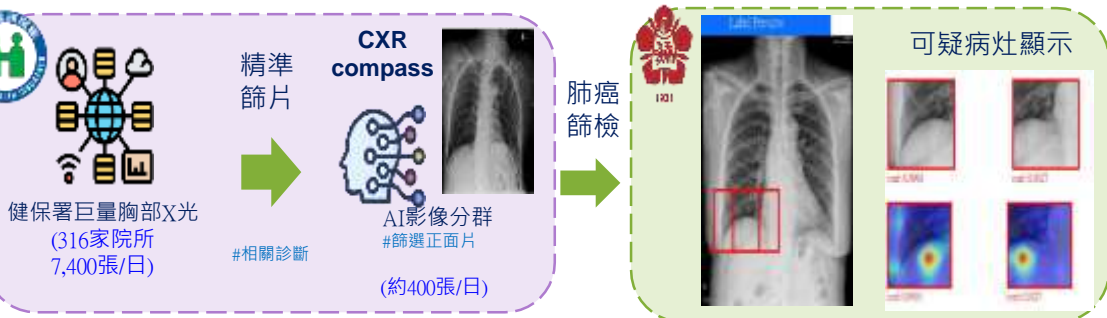 健保署巨量胸部X光
(316家院所
7,400張/日)
精準
篩片
#相關診斷
CXR
compass
AI影像分群
#篩選正面片
(約400張/日)
肺癌
篩檢
1931
可疑病灶顯示